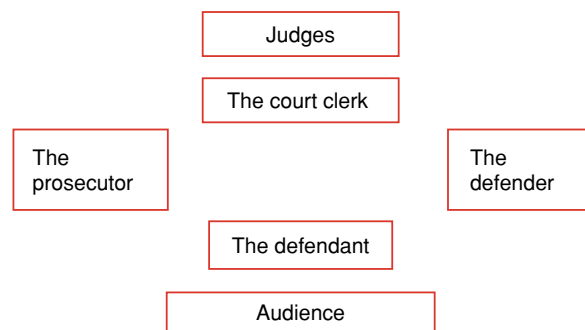 Judges
The court clerk
The
prosecutor
The
defender
The defendant
Audience